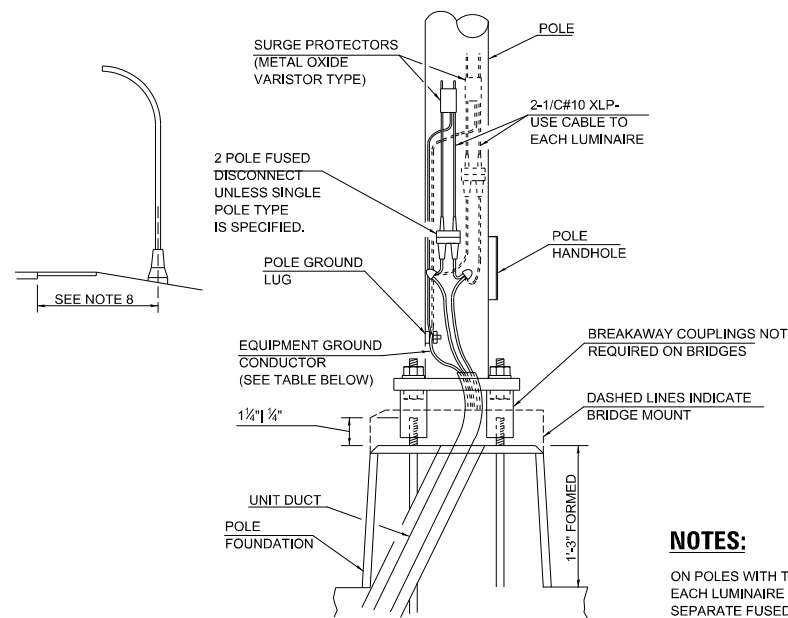 POLE
SURGE PROTECTORS
(METAL OXIDE
VARISTOR TYPE)
2-1/C#10 XLP-
USE CABLE TO
EACH LUMINAIRE
2 POLE FUSED
DISCONNECT
UNLESS SINGLE
POLE TYPE
IS SPECIFIED.
POLE
HANDHOLE
POLE GROUND
LUG
SEE NOTE 8
EQUIPMENT GROUND
CONDUCTOR
(SEE TABLE BELOW)
BREAKAWAY COUPLINGS NOT
REQUIRED ON BRIDGES
DASHED LINES INDICATE
BRIDGE MOUNT
1¼"| ¼"
UNIT DUCT
POLE
FOUNDATION
1'-3" FORMED
NOTES:
ON POLES WITH T
EACH LUMINAIRE
SEPARATE FUSED